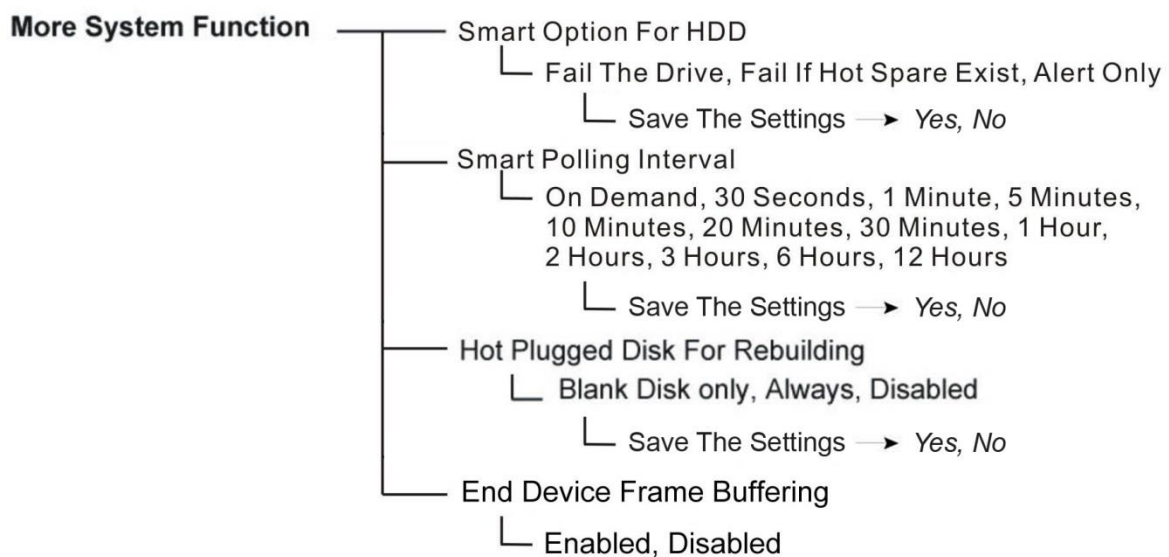 More System Function
Smart Option For HDD
Fail The Drive, Fail If Hot Spare Exist, Alert Only
Save The Settings → Yes, No
Smart Polling Interval
On Demand, 30 Seconds, 1 Minute, 5 Minutes,
10 Minutes, 20 Minutes, 30 Minutes, 1 Hour,
2 Hours, 3 Hours, 6 Hours, 12 Hours
Save The Settings → Yes, No
Hot Plugged Disk For Rebuilding
Blank Disk only, Always, Disabled
Save The Settings → Yes, No
End Device Frame Buffering
Enabled, Disabled